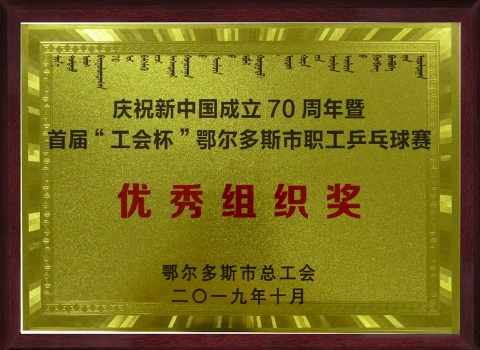 庆祝新中国成立70周年暨
首届“工会杯”鄂尔多斯市职工乒乓球赛
优秀组织奖
鄂尔多斯市总工会
二〇一九年十月